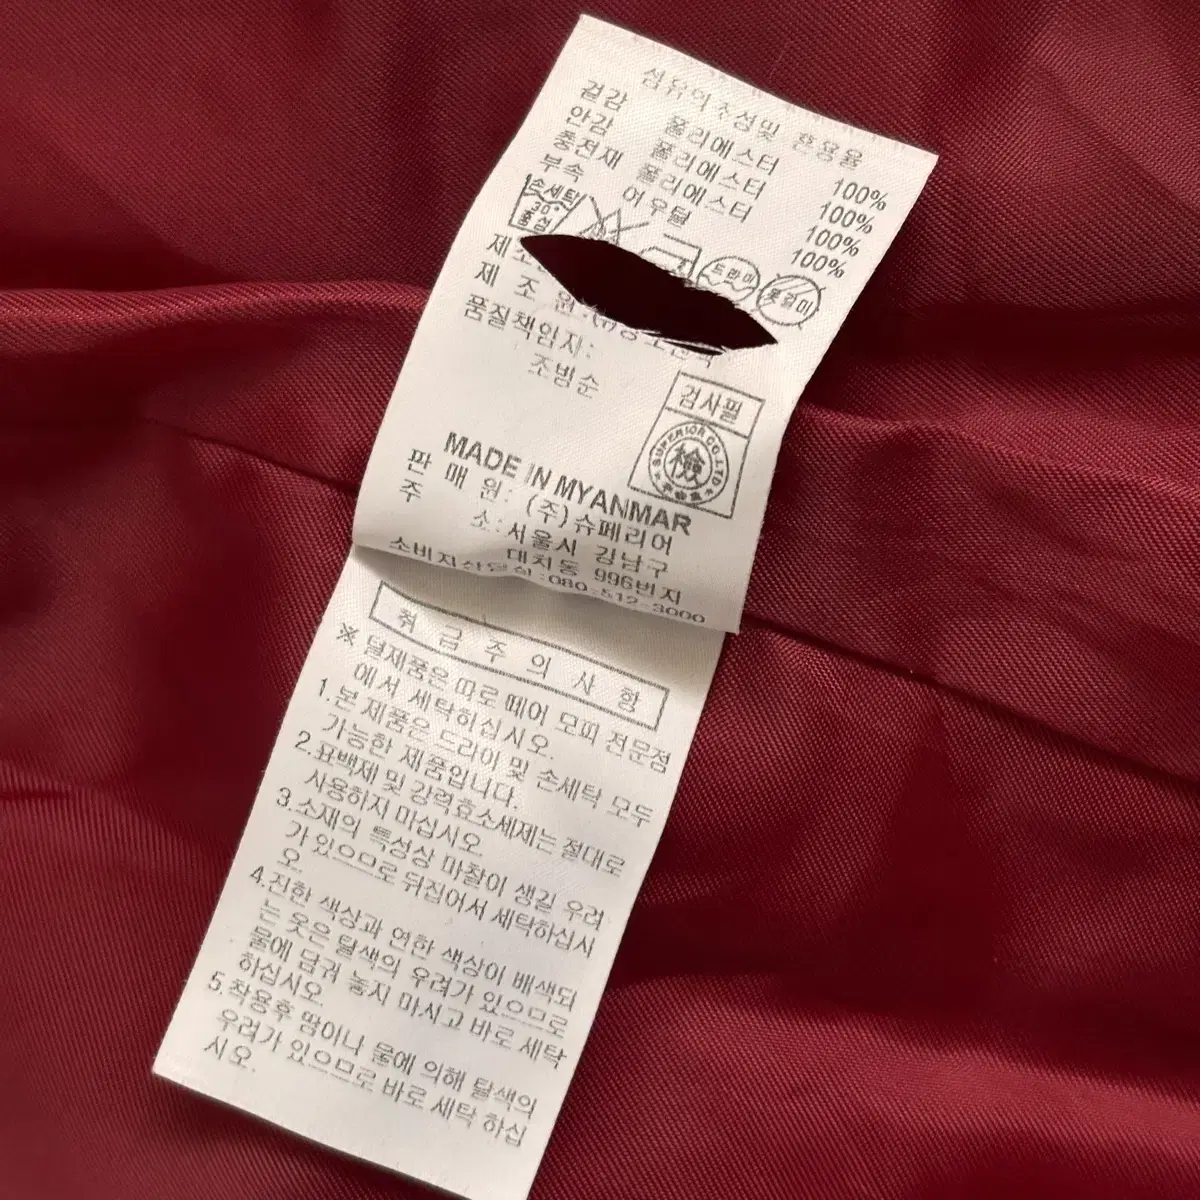 섬유의조성및 혼용율
겉감 폴리에스터 100%
안감 폴리에스터 100%
충전재 폴리에스터 100%
부속 어우털 100%
손세탁
30°
중성
드라이
옷걸이
제조
제 조 원:(유)
품질책임자:
조빙순
검사필
SUPERIOR CO.LTD
檢
MADE IN MYANMAR
판 매 원: (주)슈페리어
주 소:서울시 강남구
대치동 996번지
소비자상담실:080-512-3000
취 급 주 의 사 항
※ 털제품은 따로 떼어 모피 전문점
에서 세탁하십시오.
1.본 제품은 드라이 및 손세탁 모두
가능한 제품입니다.
2.표백제 및 강력효소세제는 절대로
사용하지 마십시오
3.소재의 특성상 마찰이 생길 우려
가 있으므로 뒤집어서 세탁하십시
오.
4.진한 색상과 연한 색상이 배색되
는 옷은 탈색의 우려가 있으므로
물에 담궈 놓지 마시고 바로 세탁
하십시오.
5.착용후 땀이나 물에 의해 탈색의
우려가 있으므로 바로 세탁 하십
시오.